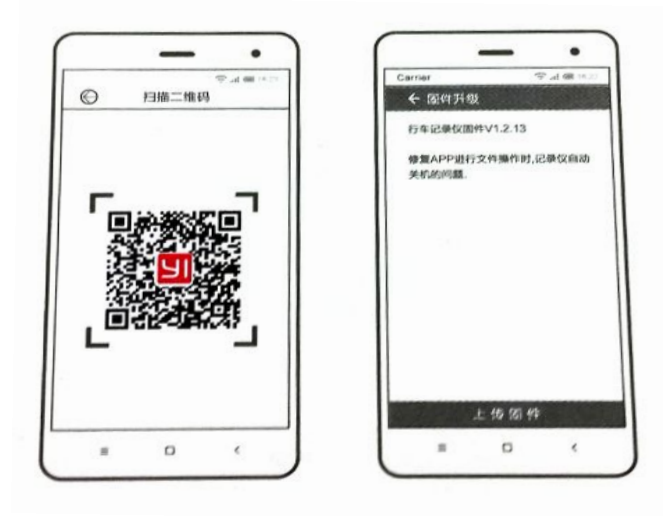 扫描二维码
YI
Carrier
固件升级
行车记录仪固件V1.2.13
修复APP进行文件操作时,记录仪自动
关机的问题.
上传固件